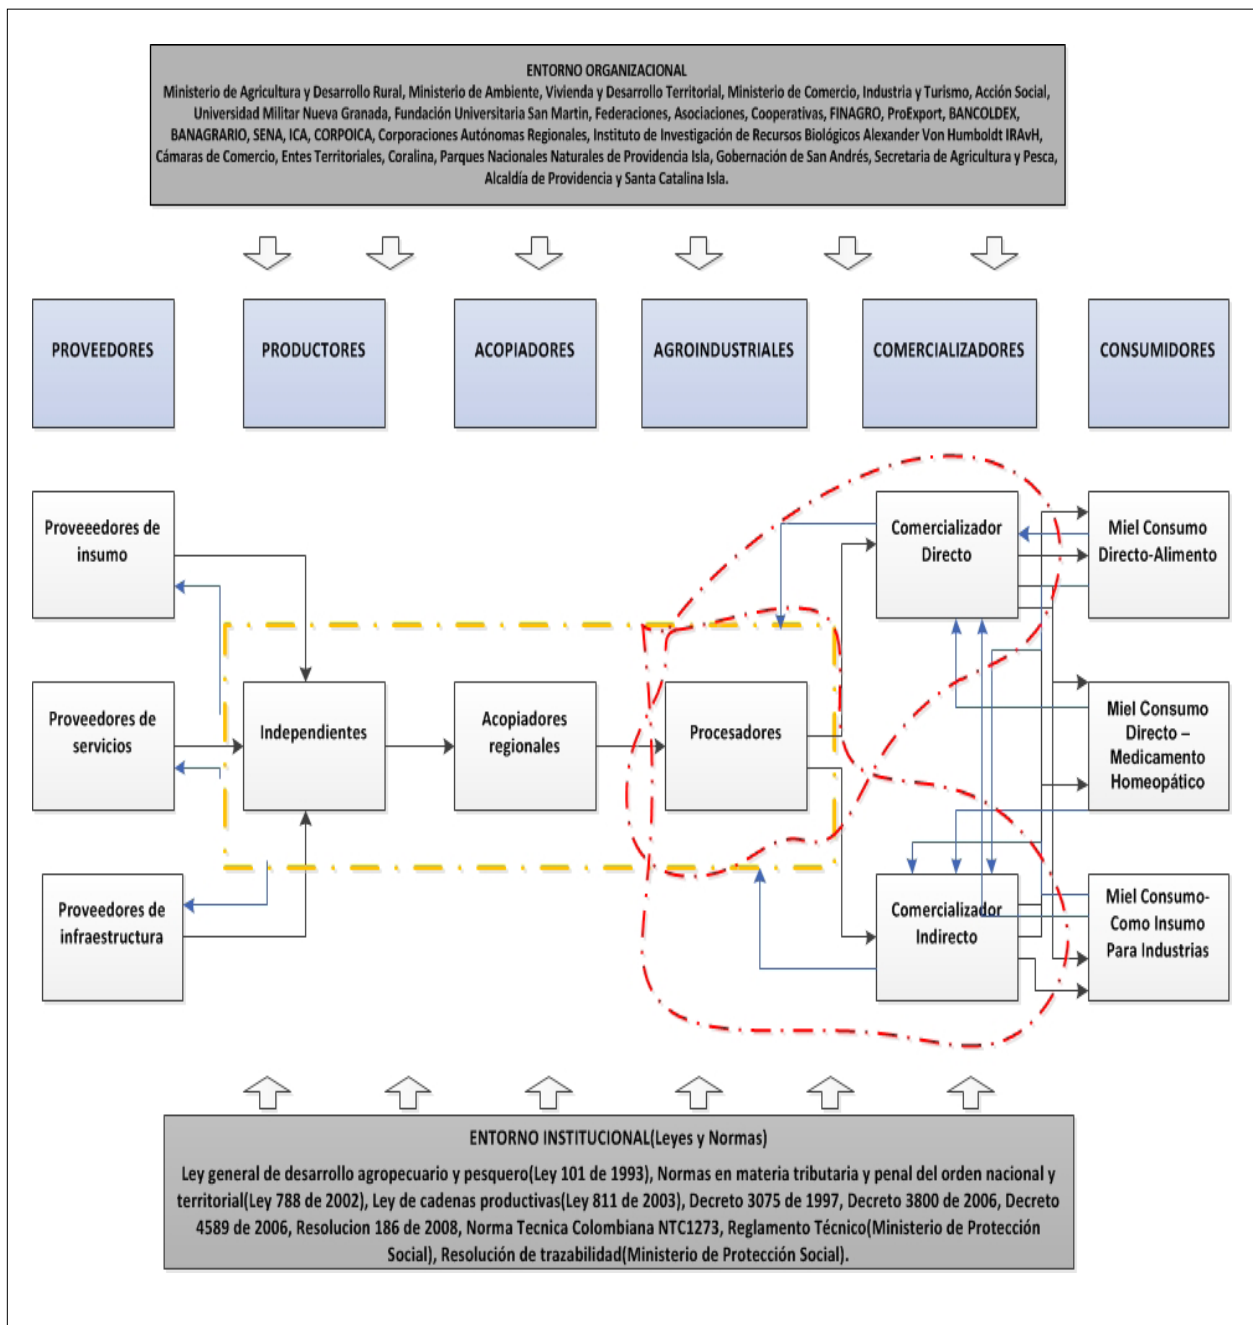 ENTORNO ORGANIZACIONAL
Ministerio de Agricultura y Desarrollo Rural, Ministerio de Ambiente, Vivienda y Desarrollo Territorial, Ministerio de Comercio, Industria y Turismo, Acción Social,
Universidad Militar Nueva Granada, Fundación Universitaria San Martin, Federaciones, Asociaciones, Cooperativas, FINAGRO, ProExport, BANCOLDEX,
BANAGRARIO, SENA, ICA, CORPOICA, Corporaciones Autónomas Regionales, Instituto de Investigación de Recursos Biológicos Alexander Von Humboldt IRAvH,
Cámaras de Comercio, Entes Territoriales, Coralina, Parques Nacionales Naturales de Providencia Isla, Gobernación de San Andrés, Secretaria de Agricultura y Pesca,
Alcaldía de Providencia y Santa Catalina Isla.
PROVEEDORES
PRODUCTORES
ACOPIADORES
AGROINDUSTRIALES
COMERCIALIZADORES
CONSUMIDORES
Proveeedores de
insumo
Comercializador
Directo
Miel Consumo
Directo-Alimento
Proveedores de
servicios
Independientes
Acopiadores
regionales
Procesadores
Miel Consumo
Directo –
Medicamento
Homeopático
Proveedores de
infraestructura
Comercializador
Indirecto
Miel Consumo-
Como Insumo
Para Industrias
ENTORNO INSTITUCIONAL(Leyes y Normas)
Ley general de desarrollo agropecuario y pesquero(Ley 101 de 1993), Normas en materia tributaria y penal del orden nacional y
territorial(Ley 788 de 2002), Ley de cadenas productivas(Ley 811 de 2003), Decreto 3075 de 1997, Decreto 3800 de 2006, Decreto
4589 de 2006, Resolucion 186 de 2008, Norma Tecnica Colombiana NTC1273, Reglamento Técnico(Ministerio de Protección
Social), Resolución de trazabilidad(Ministerio de Protección Social).